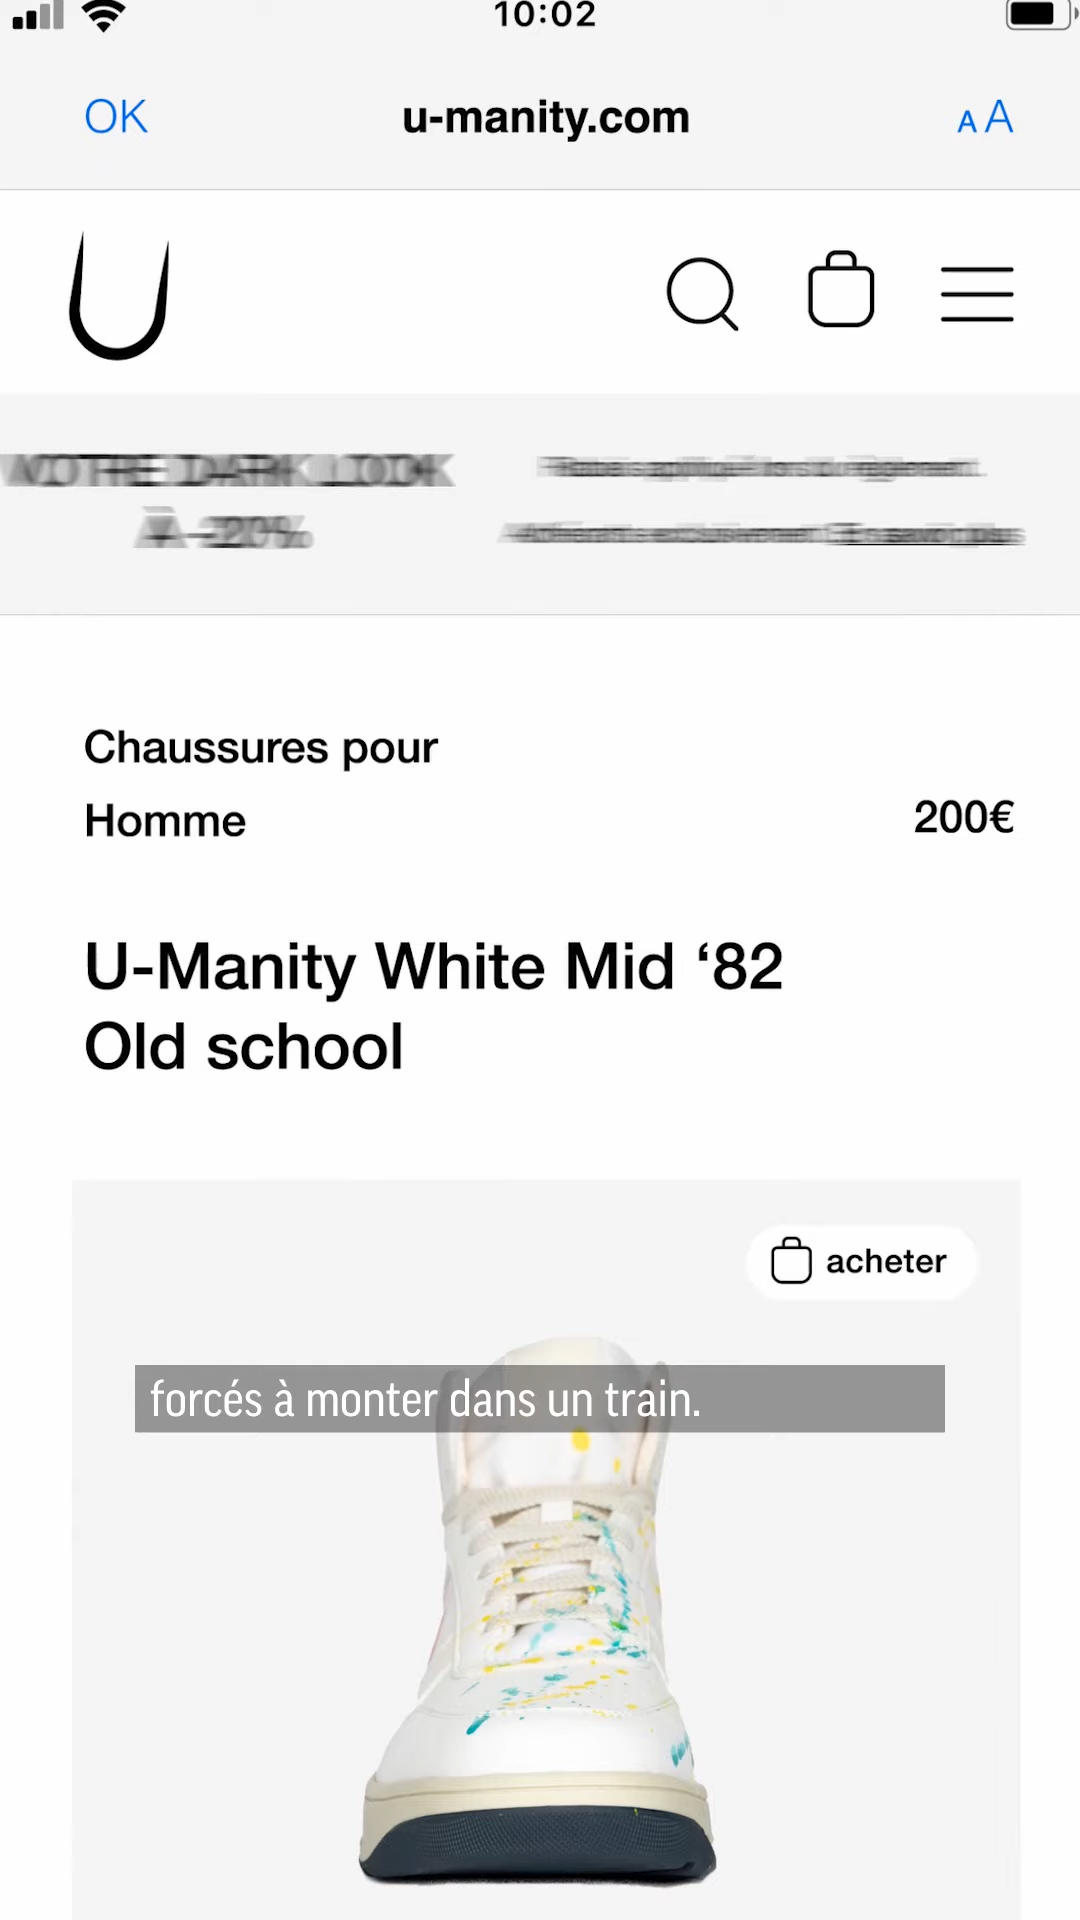 10:02
OK
u-manity.com
AA
U
Chaussures pour
Homme
200€
U-Manity White Mid ‘82
Old school
acheter
forcés à monter dans un train.